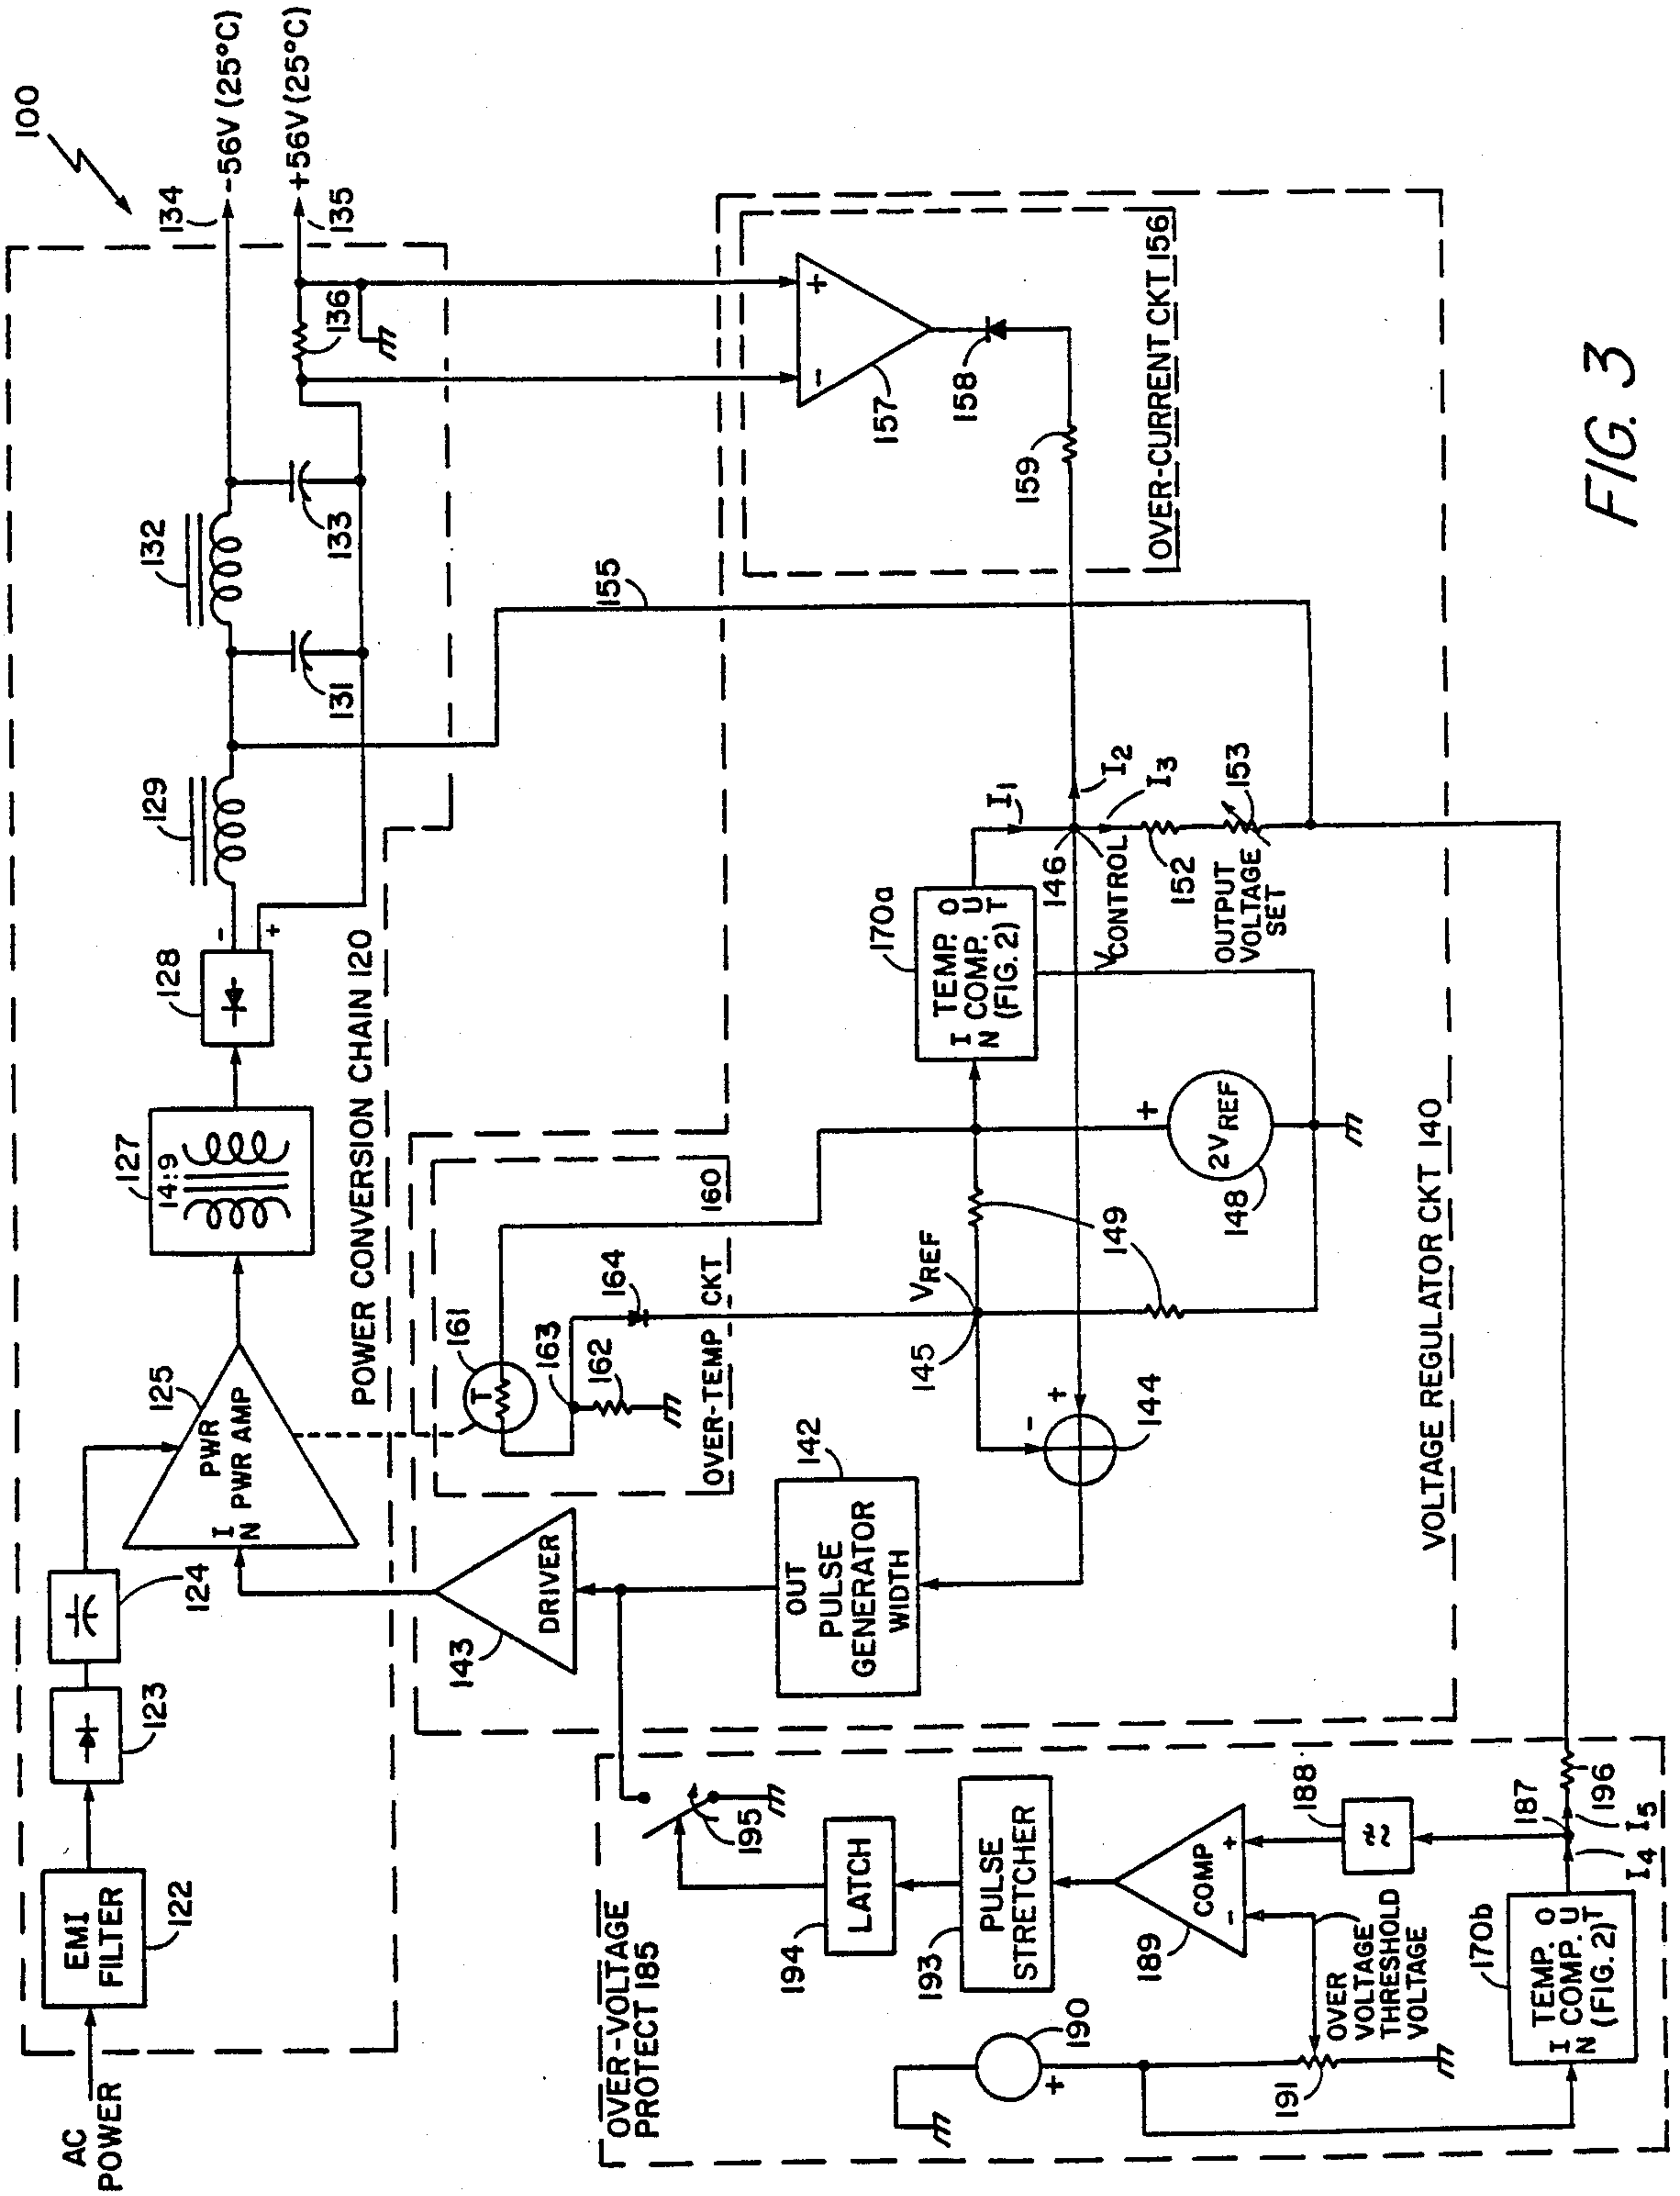 100
-56V (25°C)
+56V (25°C)
134
135
136
AC
POWER
EMI
FILTER
122
123
124
125
PWR
PWR AMP
IN
127
14:9
128
-
+
129
131
132
133
POWER CONVERSION CHAIN 120
155
143
DRIVER
161
T
163
162
164
OVER-TEMP CKT 160
+
-
157
158
159
OVER-CURRENT CKT 156
142
OUT
PULSE
GENERATOR
WIDTH
VREF
145
149
-
+
144
170a
IN
TEMP.
COMP.
(FIG. 2)
OUT
I1
I2
I3
146
VCONTROL
152
153
OUTPUT
VOLTAGE
SET
+
2VREF
148
VOLTAGE REGULATOR CKT 140
OVER-VOLTAGE
PROTECT 185
195
194
LATCH
193
PULSE
STRETCHER
189
COMP
-
+
188
≈
187
196
I5
I4
190
+
191
OVER
VOLTAGE
THRESHOLD
VOLTAGE
170b
IN
TEMP.
COMP.
(FIG. 2)
OUT
FIG. 3